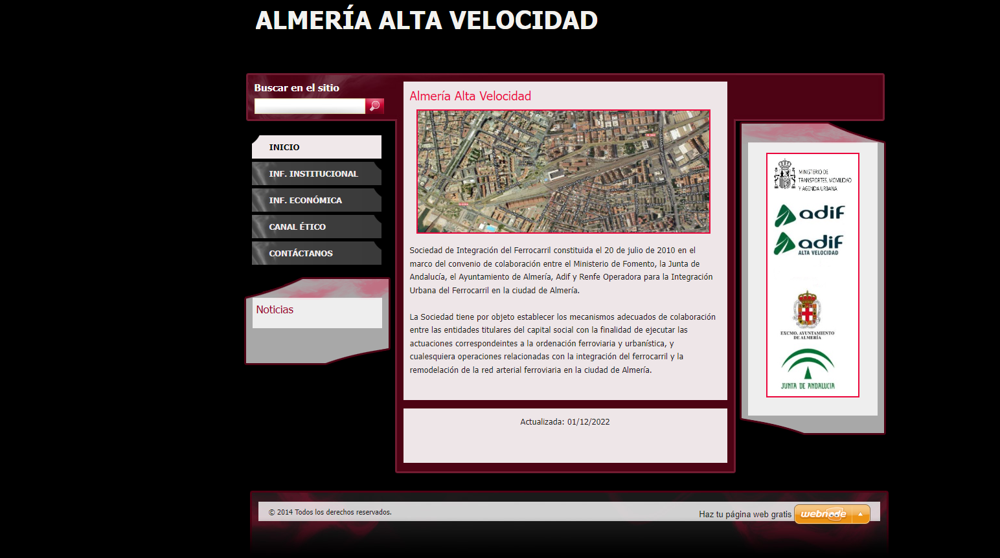 ALMERÍA ALTA VELOCIDAD
Buscar en el sitio
INICIO
INF. INSTITUCIONAL
INF. ECONÓMICA
CANAL ÉTICO
CONTÁCTANOS
Noticias
Almería Alta Velocidad
Sociedad de Integración del Ferrocarril constituida el 20 de julio de 2010 en el
marco del convenio de colaboración entre el Ministerio de Fomento, la Junta de
Andalucía, el Ayuntamiento de Almería, Adif y Renfe Operadora para la Integración
Urbana del Ferrocarril en la ciudad de Almería.
La Sociedad tiene por objeto establecer los mecanismos adecuados de colaboración
entre las entidades titulares del capital social con la finalidad de ejecutar las
actuaciones correspondeintes a la ordenación ferroviaria y urbanística, y
cualesquiera operaciones relacionadas con la integración del ferrocarril y la
remodelación de la red arterial ferroviaria en la ciudad de Almería.
Actualizada: 01/12/2022
MINISTERIO DE
TRANSPORTES, MOVILIDAD
Y AGENDA URBANA
adif
adif
ALTA VELOCIDAD
EXCMO. AYUNTAMIENTO
DE ALMERÍA
JUNTA DE ANDALUCIA
© 2014 Todos los derechos reservados.
Haz tu página web gratis webnode